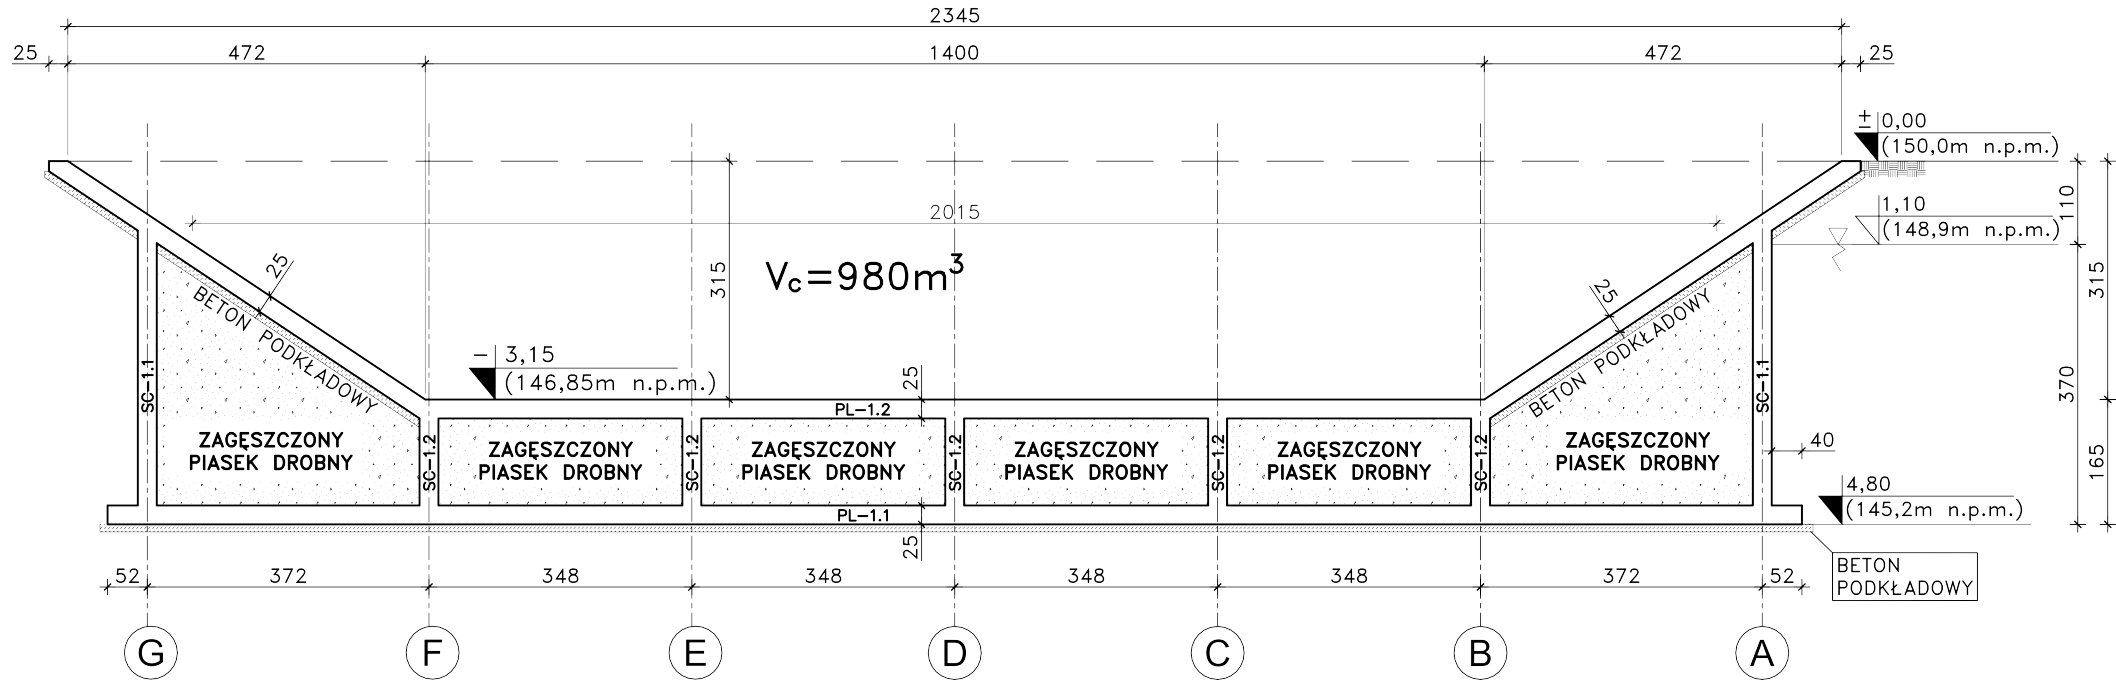 2345
25 472 1400 472 25
± 0,00
(150,0m n.p.m.)
2015
1,10
(148,9m n.p.m.)
110
25
315
Vc=980m³
25
315
BETON PODKŁADOWY
BETON PODKŁADOWY
− 3,15
(146,85m n.p.m.)
25
370
SC-1.1
PL-1.2
SC-1.1
ZAGĘSZCZONY
PIASEK DROBNY
SC-1.2
ZAGĘSZCZONY
PIASEK DROBNY
SC-1.2
ZAGĘSZCZONY
PIASEK DROBNY
SC-1.2
ZAGĘSZCZONY
PIASEK DROBNY
SC-1.2
ZAGĘSZCZONY
PIASEK DROBNY
SC-1.2
ZAGĘSZCZONY
PIASEK DROBNY
40
165
4,80
(145,2m n.p.m.)
PL-1.1
25
BETON
PODKŁADOWY
52 372 348 348 348 348 372 52
G F E D C B A